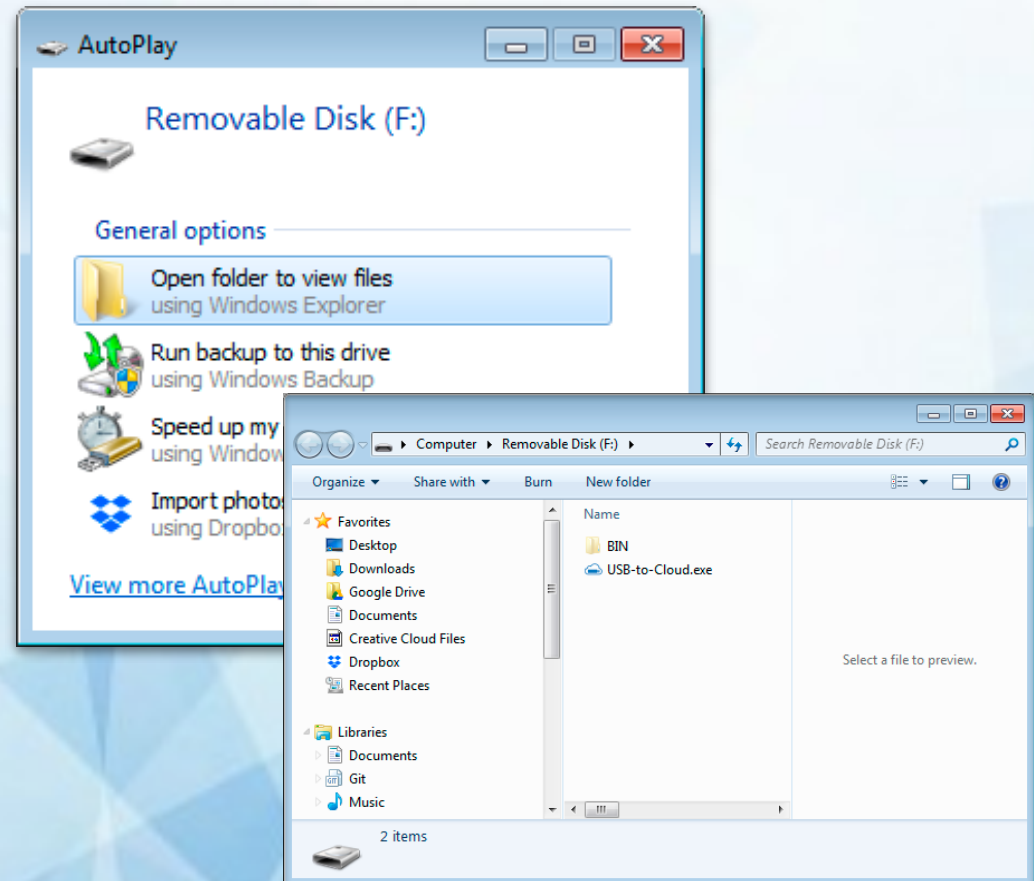 AutoPlay
Removable Disk (F:)
General options
Open folder to view files
using Windows Explorer
Run backup to this drive
using Windows Backup
Speed up my
using Window
Import photos
using Dropbo
View more AutoPlay
Computer Removable Disk (F:)
Search Removable Disk (F:)
Organize Share with Burn New folder
Favorites
Desktop
Downloads
Google Drive
Documents
Creative Cloud Files
Dropbox
Recent Places
Libraries
Documents
Git
Music
Name
BIN
USB-to-Cloud.exe
Select a file to preview.
2 items